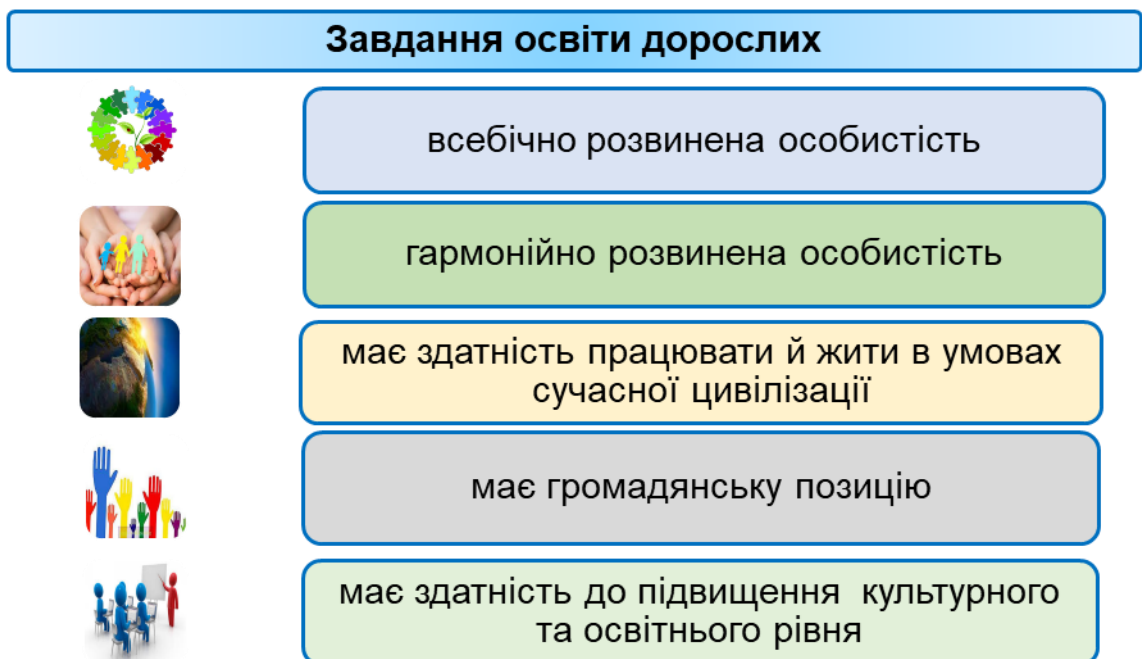 Завдання освіти дорослих
всебічно розвинена особистість
гармонійно розвинена особистість
має здатність працювати й жити в умовах
сучасної цивілізації
має громадянську позицію
має здатність до підвищення культурного
та освітнього рівня